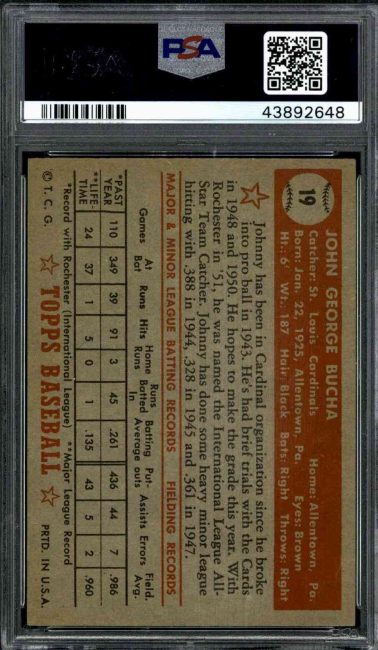 PSA
43892648
19
JOHN GEORGE BUCHA
Catcher: St. Louis Cardinals Home: Allentown, Pa.
Born: Jan. 22, 1925, Allentown, Pa. Eyes: Brown
Ht.: 6' Wt.: 187 Hair: Black Bats: Right Throws: Right
Johnny has been in Cardinal organization since he broke
into pro ball in 1943. He's had brief trials with the Cards
in 1948 and 1950. He hopes to make the grade this year. With
Rochester in '51, he was named the International League All-
Star Team Catcher. Johnny has done some heavy minor league
hitting with .388 in 1944, .328 in 1945 and .361 in 1947.
MAJOR & MINOR LEAGUE BATTING RECORDS FIELDING RECORDS
Games At Bat Runs Hits Home Runs Runs Batted In Batting Average Put-outs Assists Errors Field. Avg.
*PAST YEAR 110 349 39 91 3 45 .261 436 44 7 .986
**LIFE-TIME 24 37 1 5 0 1 .135 43 5 2 .960
*Record with Rochester (International League) **Major League Record
© T. C. G. TOPPS BASEBALL PRTD. IN U.S.A.